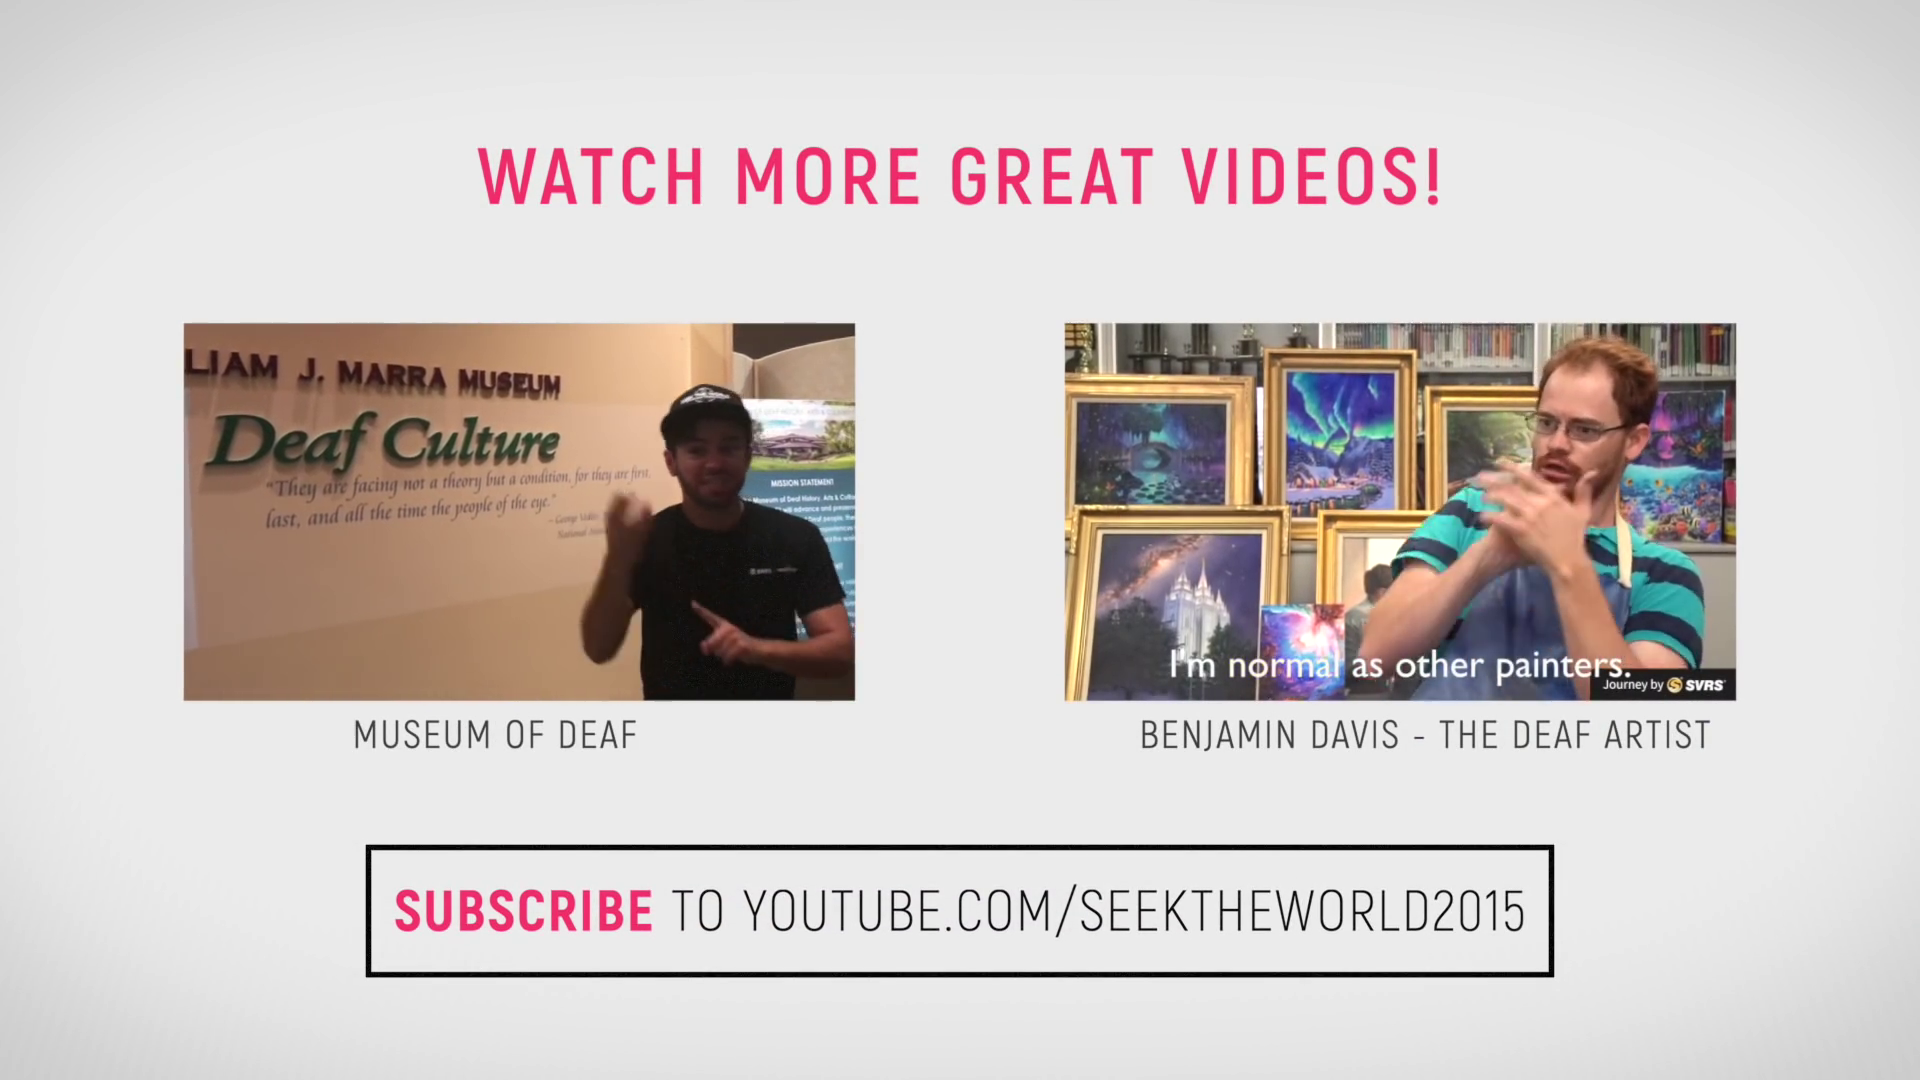 WATCH MORE GREAT VIDEOS!
LIAM J. MARRA MUSEUM
Deaf Culture
"They are facing not a theory but a condition, for they are first,
last, and all the time the people of the eye."
MISSION STATEMENT
I'm normal as other painters.
Journey by SVRS
MUSEUM OF DEAF
BENJAMIN DAVIS - THE DEAF ARTIST
SUBSCRIBE TO YOUTUBE.COM/SEEKTHEWORLD2015